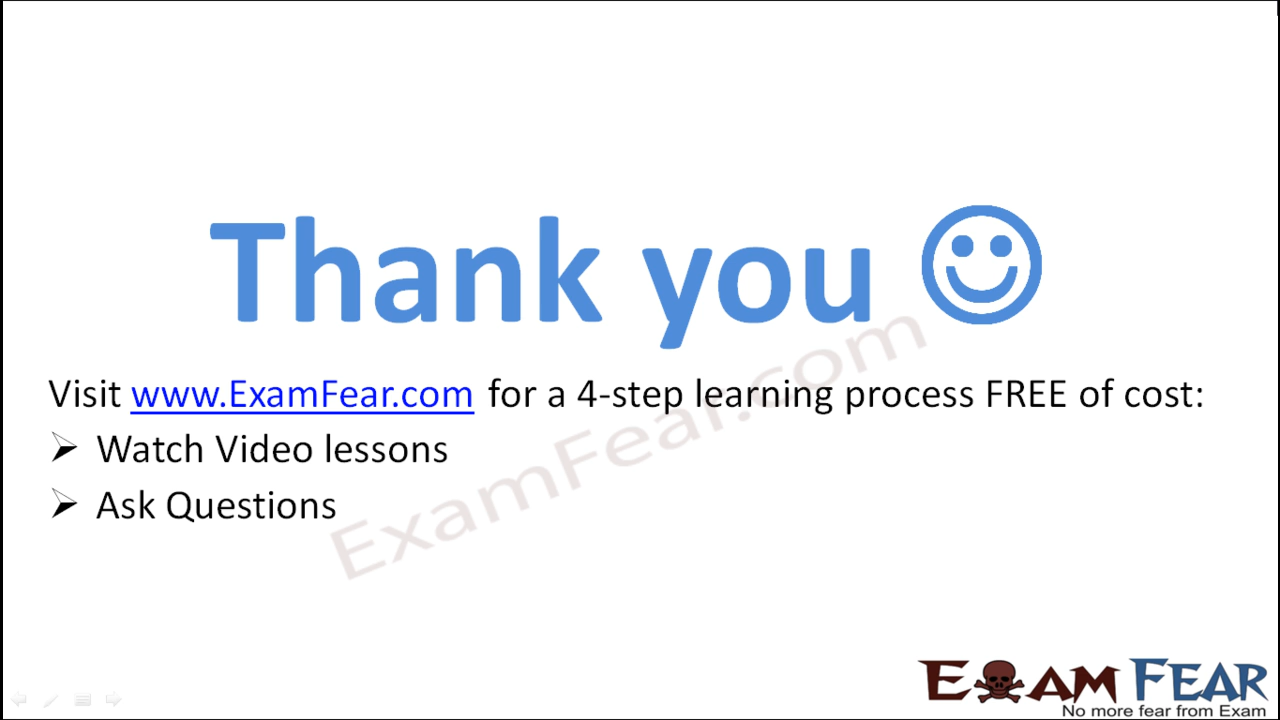 Thank you
Visit www.ExamFear.com for a 4-step learning process FREE of cost:
Watch Video lessons
Ask Questions
ExamFear.com
EXAM FEAR
No more fear from Exam